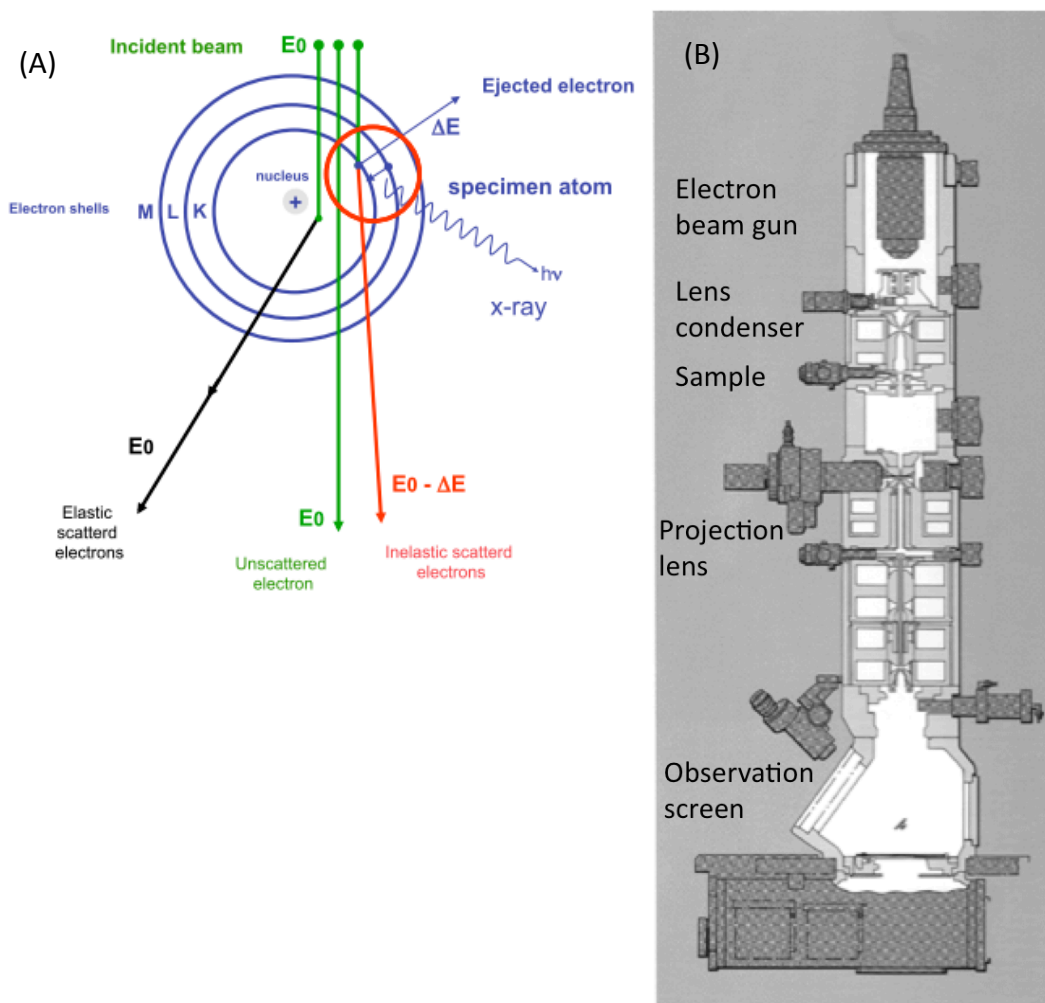 (A)
Incident beam
E0
Ejected electron
ΔE
nucleus
+
specimen atom
Electron shells
M L K
hν
x-ray
E0
E0 - ΔE
E0
Elastic
scatterd
electrons
Unscattered
electron
Inelastic scatterd
electrons
(B)
Electron
beam gun
Lens
condenser
Sample
Projection
lens
Observation
screen